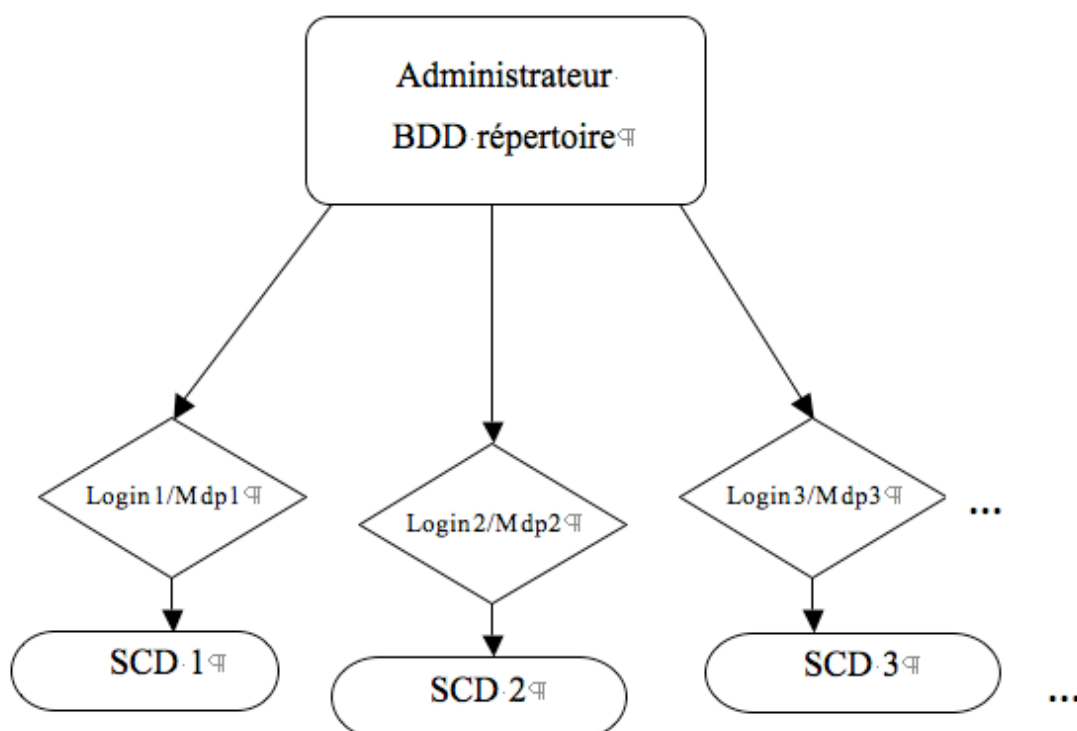 Administrateur
BDD répertoire¶
Login1/Mdp1¶
Login2/Mdp2¶
Login3/Mdp3¶
...
SCD 1¶
SCD 2¶
SCD 3¶
...